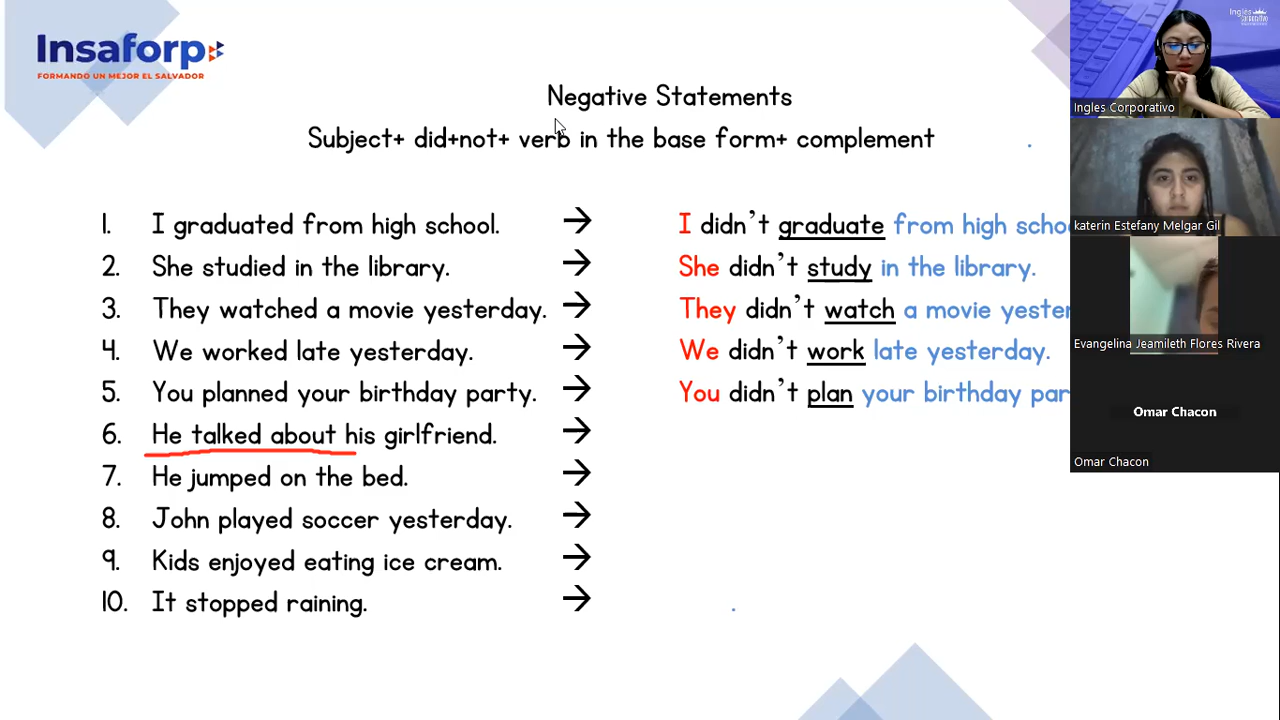 Insaforp
FORMANDO UN MEJOR EL SALVADOR
Negative Statements
Subject+ did+not+ verb in the base form+ complement
1. I graduated from high school. → I didn't graduate from high schoo
2. She studied in the library. → She didn't study in the library.
3. They watched a movie yesterday. → They didn't watch a movie yester
4. We worked late yesterday. → We didn't work late yesterday.
5. You planned your birthday party. → You didn't plan your birthday par
6. He talked about his girlfriend. →
7. He jumped on the bed. →
8. John played soccer yesterday. →
9. Kids enjoyed eating ice cream. →
10. It stopped raining. → .
Inglés
Corporativo
Ingles Corporativo
katerin Estefany Melgar Gil
Evangelina Jeamileth Flores Rivera
Omar Chacon
Omar Chacon